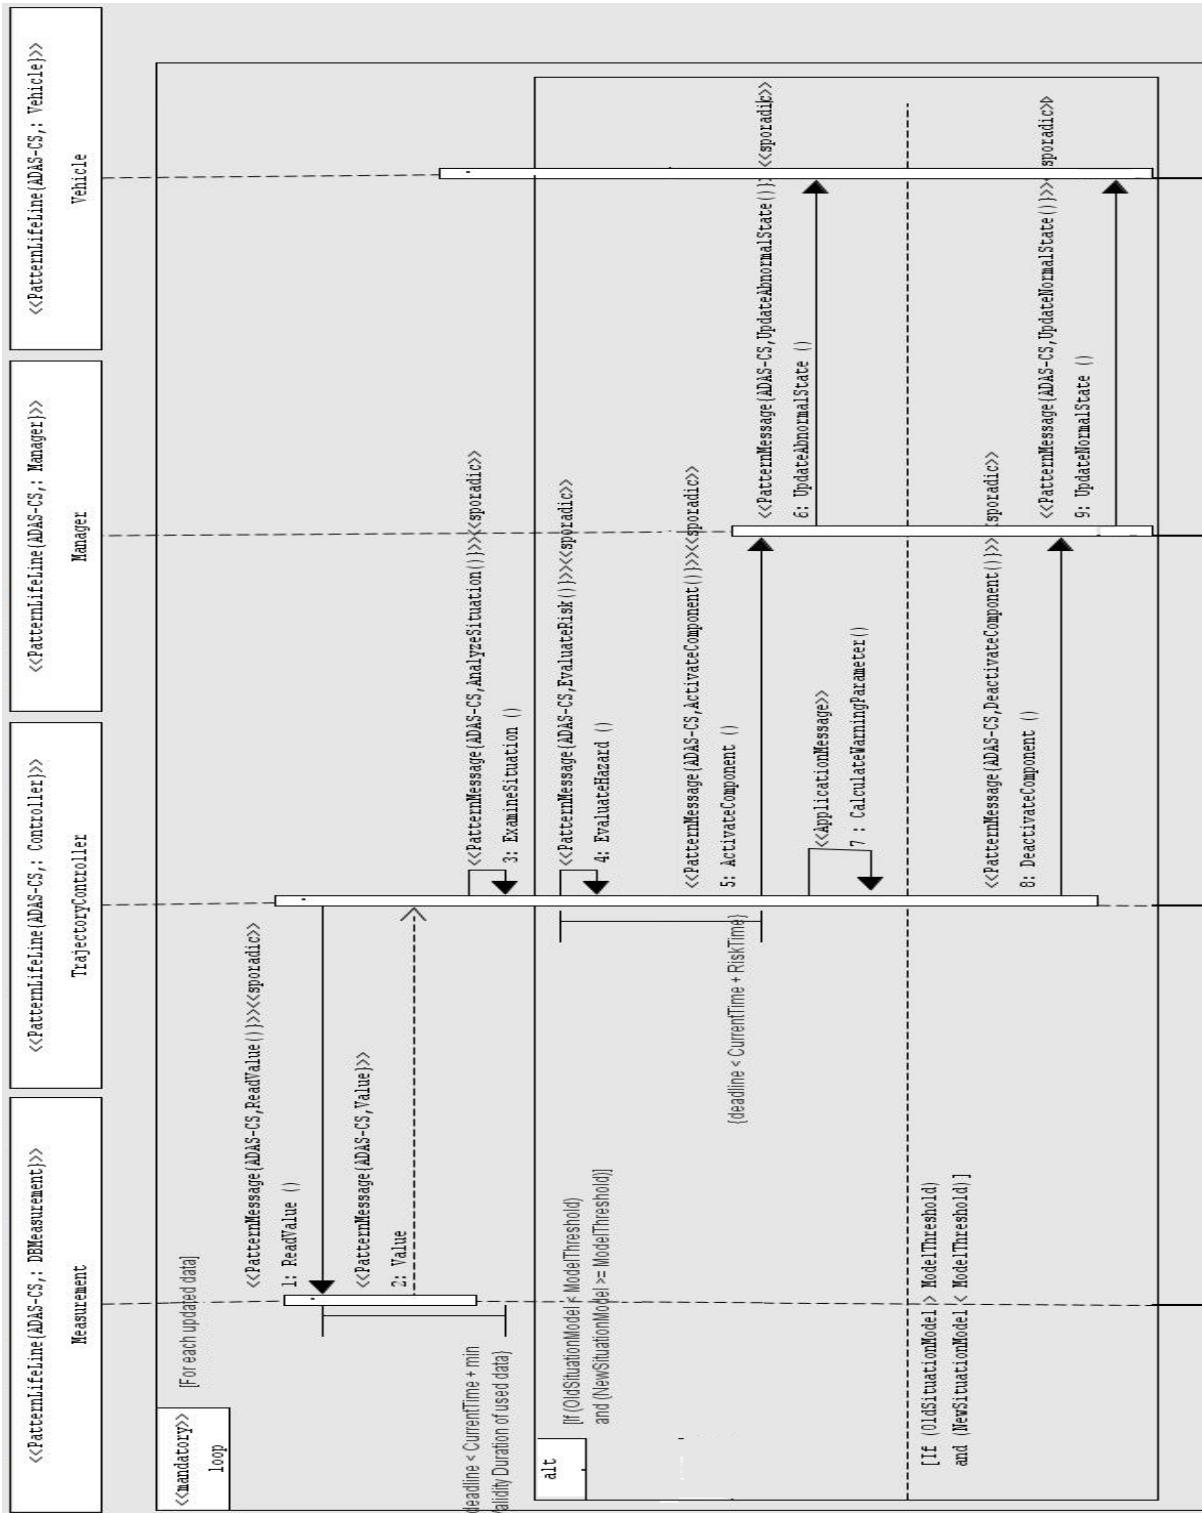 <<PatternLifeLine{ADAS-CS,: DBMeasurement}>>
Measurement
<<PatternLifeLine{ADAS-CS,: Controller}>>
TrajectoryController
<<PatternLifeLine{ADAS-CS,: Manager}>>
Manager
<<PatternLifeLine{ADAS-CS,: Vehicle}>>
Vehicle
<<mandatory>>
loop
[For each updated data]
<<PatternMessage{ADAS-CS,ReadValue()}>><<sporadic>>
1: ReadValue ()
<<PatternMessage{ADAS-CS,Value}>>
2: Value
deadline < CurrentTime + min
Validity Duration of used data}
<<PatternMessage{ADAS-CS,AnalyzeSituation()}>><<sporadic>>
3: ExamineSituation ()
alt
[If (OldSituationModel < ModelThreshold)
and (NewSituationModel >= ModelThreshold)]
<<PatternMessage{ADAS-CS,EvaluateRisk()}>><<sporadic>>
4: EvaluateHazard ()
<<PatternMessage{ADAS-CS,ActivateComponent()}>><<sporadic>>
5: ActivateComponent ()
{deadline < CurrentTime + RiskTime}
<<PatternMessage{ADAS-CS,UpdateAbnormalState()}>> <<sporadic>>
6: UpdateAbnormalState ()
<<ApplicationMessage>>
7 : CalculateWarningParameter()
[If (OldSituationModel > ModelThreshold)
and (NewSituationModel < ModelThreshold)]
<<PatternMessage{ADAS-CS,DeactivateComponent()}>> <sporadic>>
8: DeactivateComponent ()
<<PatternMessage{ADAS-CS,UpdateNormalState()}>><sporadic>>
9: UpdateNormalState ()